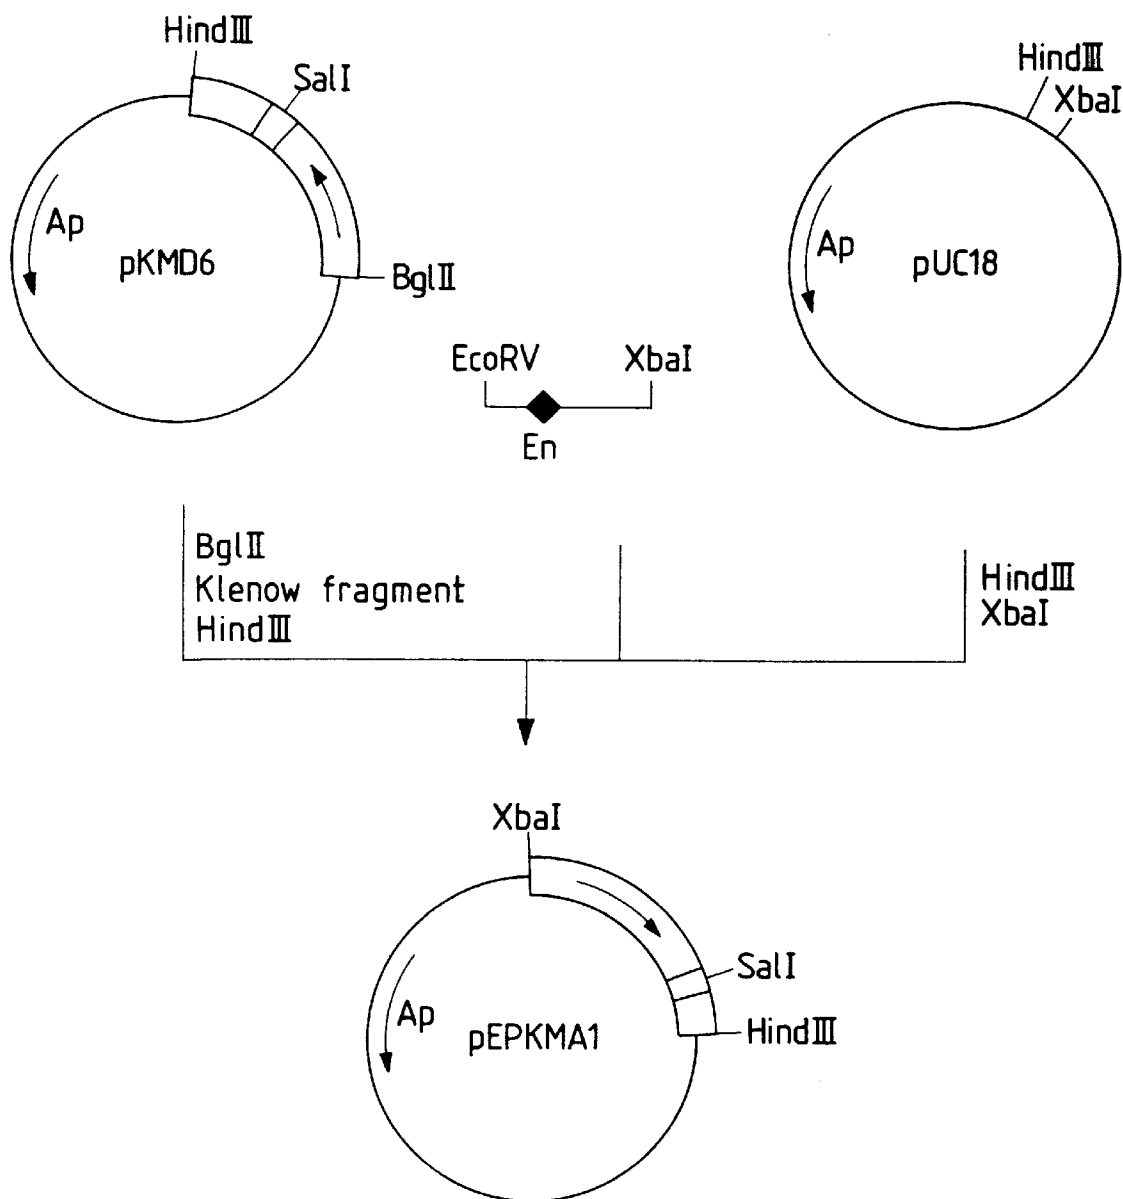 HindⅢ
SalI
Ap
pKMD6
BglⅡ
HindⅢ
XbaI
Ap
pUC18
EcoRV
XbaI
En
BglⅡ
Klenow fragment
HindⅢ
HindⅢ
XbaI
XbaI
SalI
Ap
pEPKMA1
HindⅢ